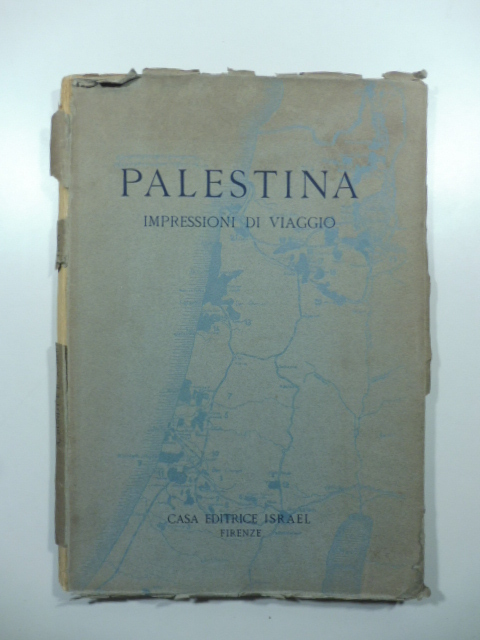 PALESTINA
IMPRESSIONI DI VIAGGIO
CASA EDITRICE ISRAEL
FIRENZE